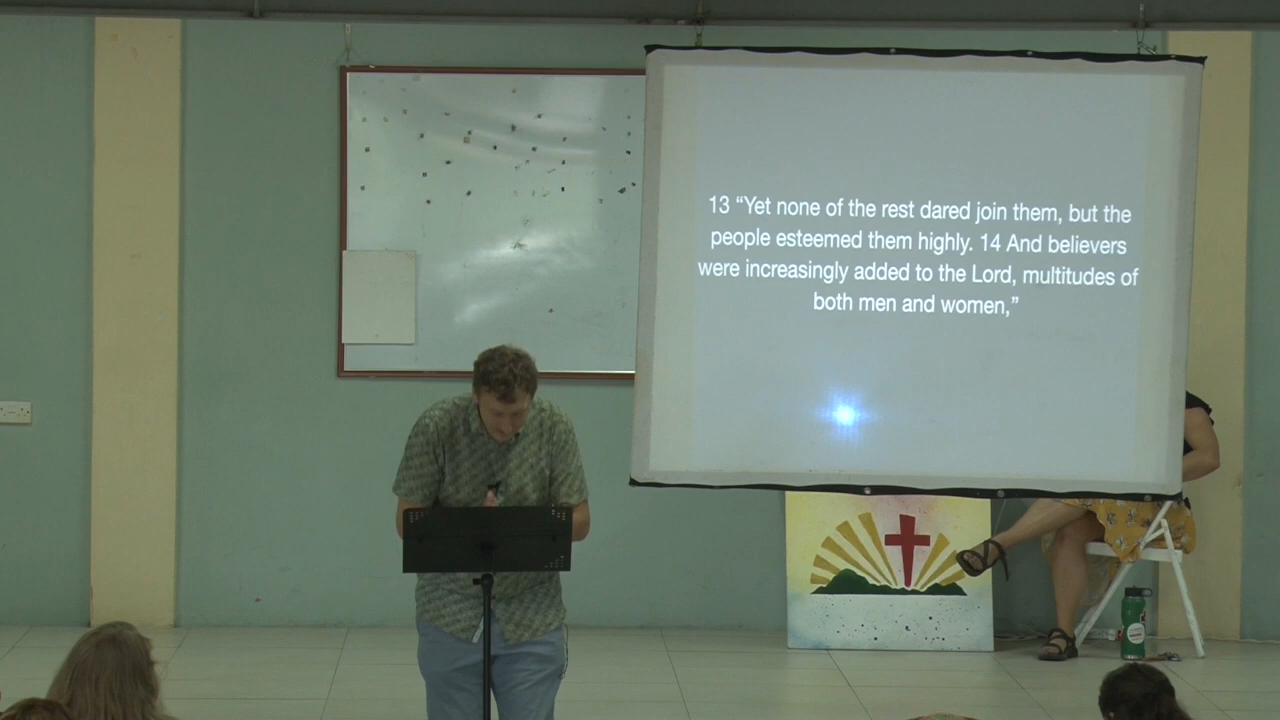 13 “Yet none of the rest dared join them, but the
people esteemed them highly. 14 And believers
were increasingly added to the Lord, multitudes of
both men and women,”